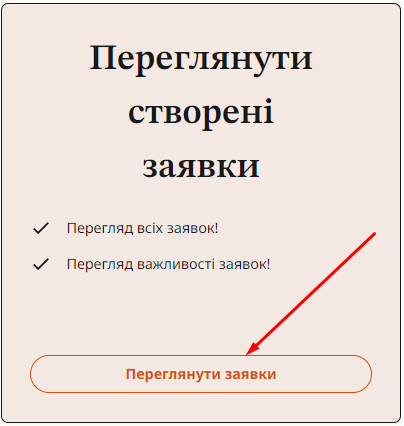 Переглянути
створені
заявки
Перегляд всіх заявок!
Перегляд важливості заявок!
Переглянути заявки